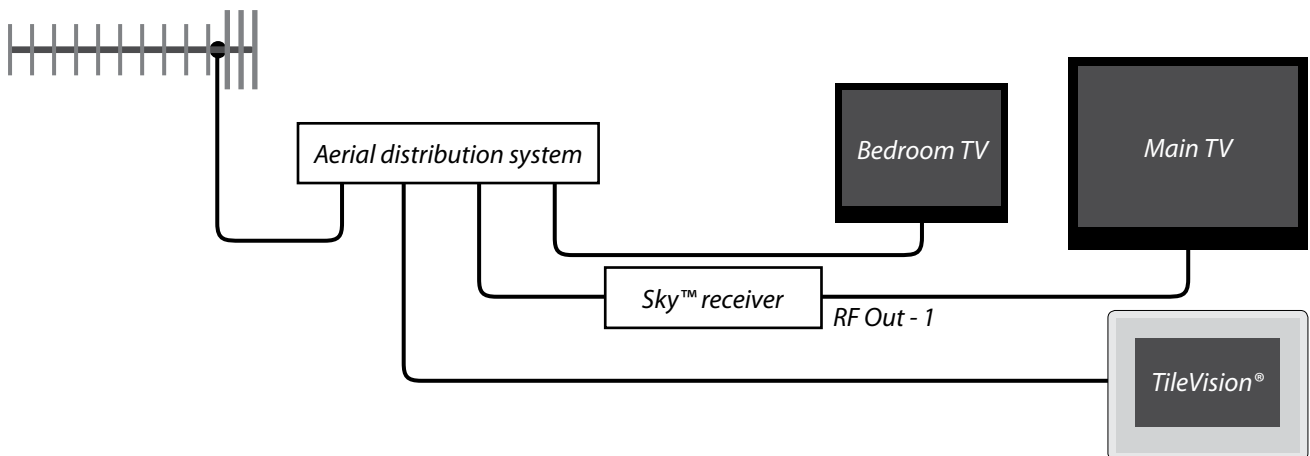 Aerial distribution system
Bedroom TV
Main TV
Sky™ receiver
RF Out - 1
TileVision®